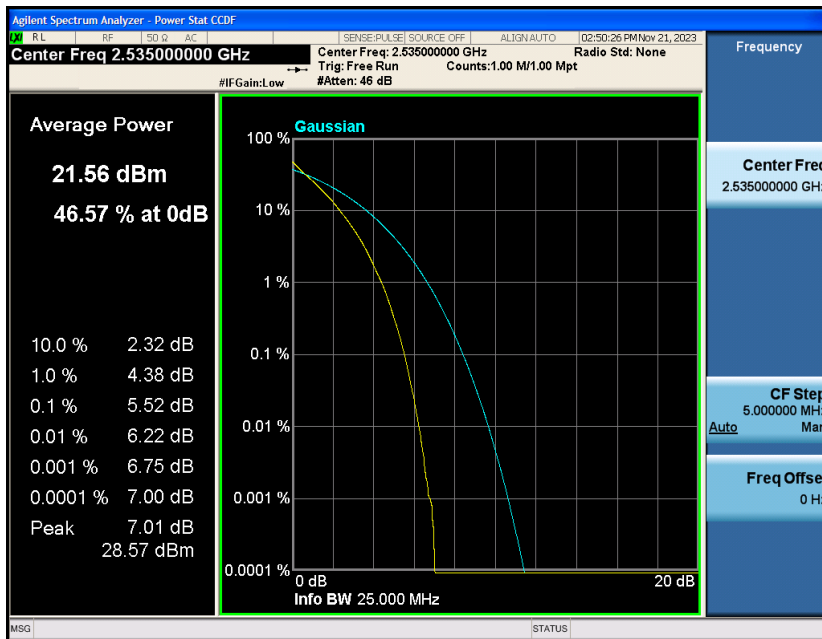 Agilent Spectrum Analyzer - Power Stat CCDF
LXI RL RF 50 Ω AC SENSE:PULSE SOURCE OFF ALIGN AUTO 02:50:26 PM Nov 21, 2023
Center Freq 2.535000000 GHz
Center Freq: 2.535000000 GHz Radio Std: None
Trig: Free Run Counts:1.00 M/1.00 Mpt
#IFGain:Low #Atten: 46 dB
Average Power
21.56 dBm
46.57 % at 0dB
10.0 % 2.32 dB
1.0 % 4.38 dB
0.1 % 5.52 dB
0.01 % 6.22 dB
0.001 % 6.75 dB
0.0001 % 7.00 dB
Peak 7.01 dB
28.57 dBm
Gaussian
100 %
10 %
1 %
0.1 %
0.01 %
0.001 %
0.0001 %
0 dB 20 dB
Info BW 25.000 MHz
Frequency
Center Freq
2.535000000 GHz
CF Step
5.000000 MHz
Auto Man
Freq Offse
0 Hz
MSG STATUS